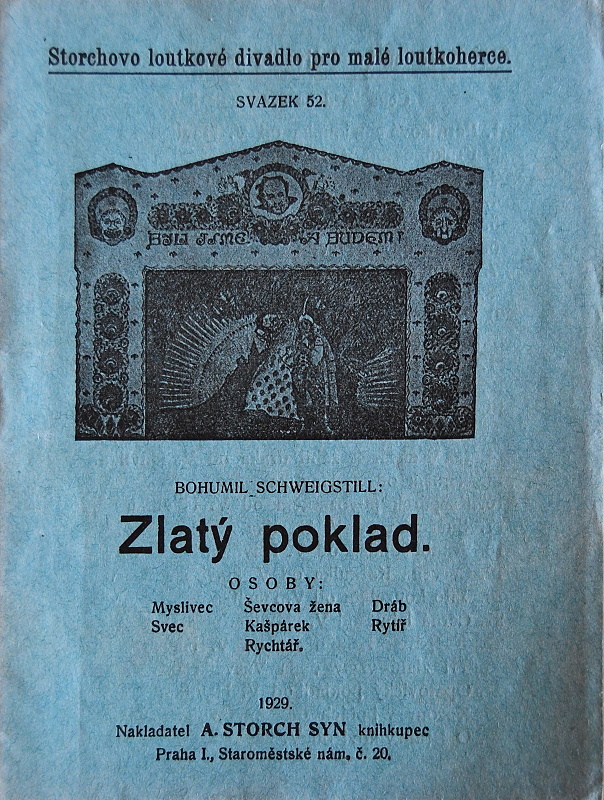 Storchovo loutkové divadlo pro malé loutkoherce.
SVAZEK 52.
BYLI JSME A BUDEM!
BOHUMIL SCHWEIGSTILL:
Zlatý poklad.
OSOBY:
Myslivec Ševcova žena Dráb
Svec Kašpárek Rytíř
Rychtář.
1929.
Nakladatel A. STORCH SYN knihkupec
Praha I., Staroměstské nám. č. 20.